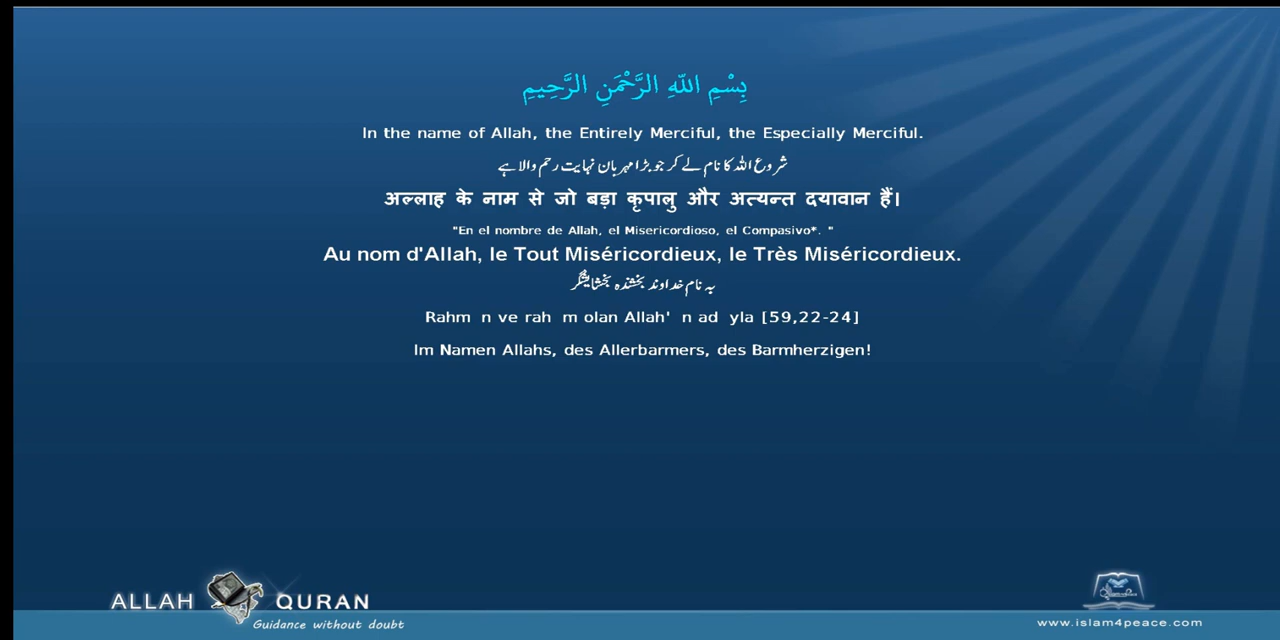 بِسْمِ اللّهِ الرَّحْمَنِ الرَّحِيمِ
In the name of Allah, the Entirely Merciful, the Especially Merciful.
شروع اللہ کا نام لے کر جو بڑا مہربان نہایت رحم والا ہے
अल्लाह के नाम से जो बड़ा कृपालु और अत्यन्त दयावान हैं।
"En el nombre de Allah, el Misericordioso, el Compasivo*. "
Au nom d'Allah, le Tout Miséricordieux, le Très Miséricordieux.
به نام خداوند بخشنده بخشایشگر
Rahm n ve rah m olan Allah' n ad yla [59,22-24]
Im Namen Allahs, des Allerbarmers, des Barmherzigen!
ALLAH QURAN
Guidance without doubt
www.islam4peace.com